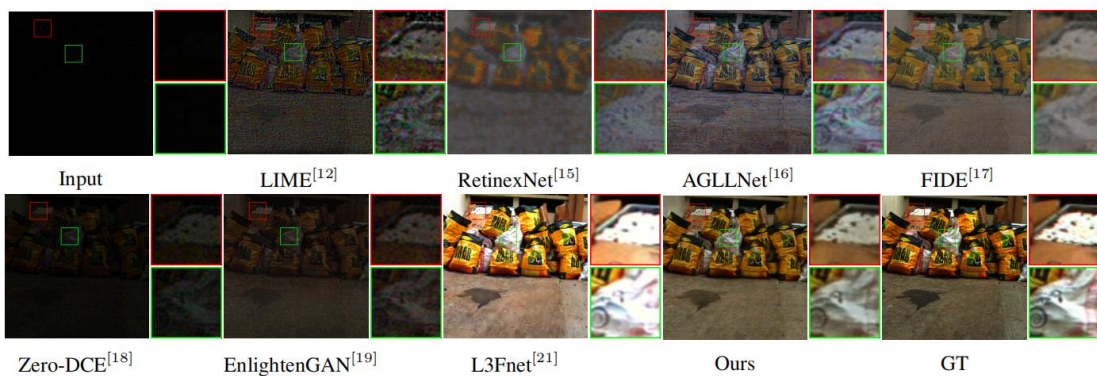 Input LIME[12] RetinexNet[15] AGLLNet[16] FIDE[17]
Zero-DCE[18] EnlightenGAN[19] L3Fnet[21] Ours GT